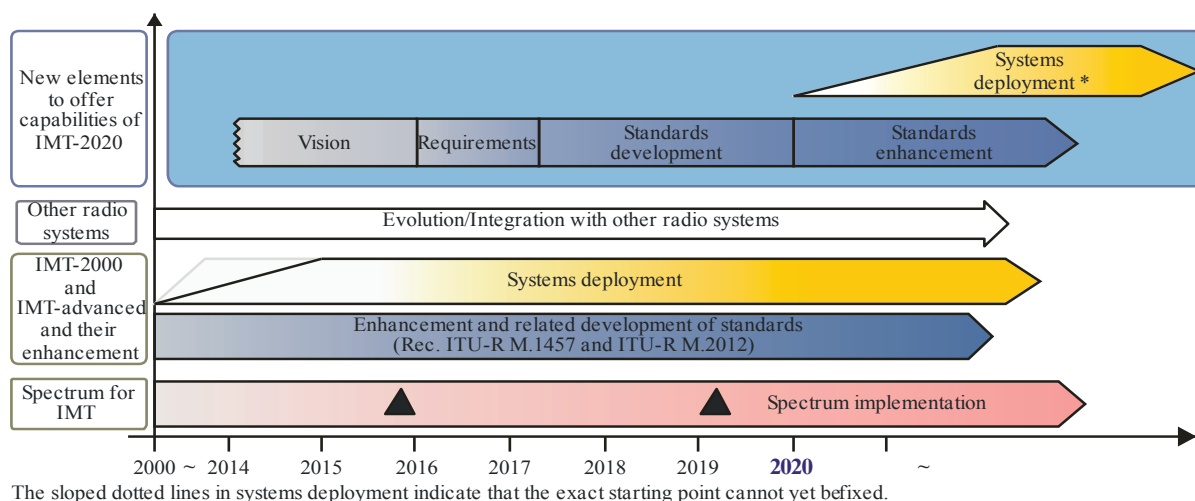 New elements
to offer
capabilities of
IMT-2020
Systems
deployment *
Vision
Requirements
Standards
development
Standards
enhancement
Other radio
systems
Evolution/Integration with other radio systems
IMT-2000
and
IMT-advanced
and their
enhancement
Systems deployment
Enhancement and related development of standards
(Rec. ITU-R M.1457 and ITU-R M.2012)
Spectrum for
IMT
Spectrum implementation
2000 ~ 2014 2015 2016 2017 2018 2019 2020 ~
The sloped dotted lines in systems deployment indicate that the exact starting point cannot yet befixed.